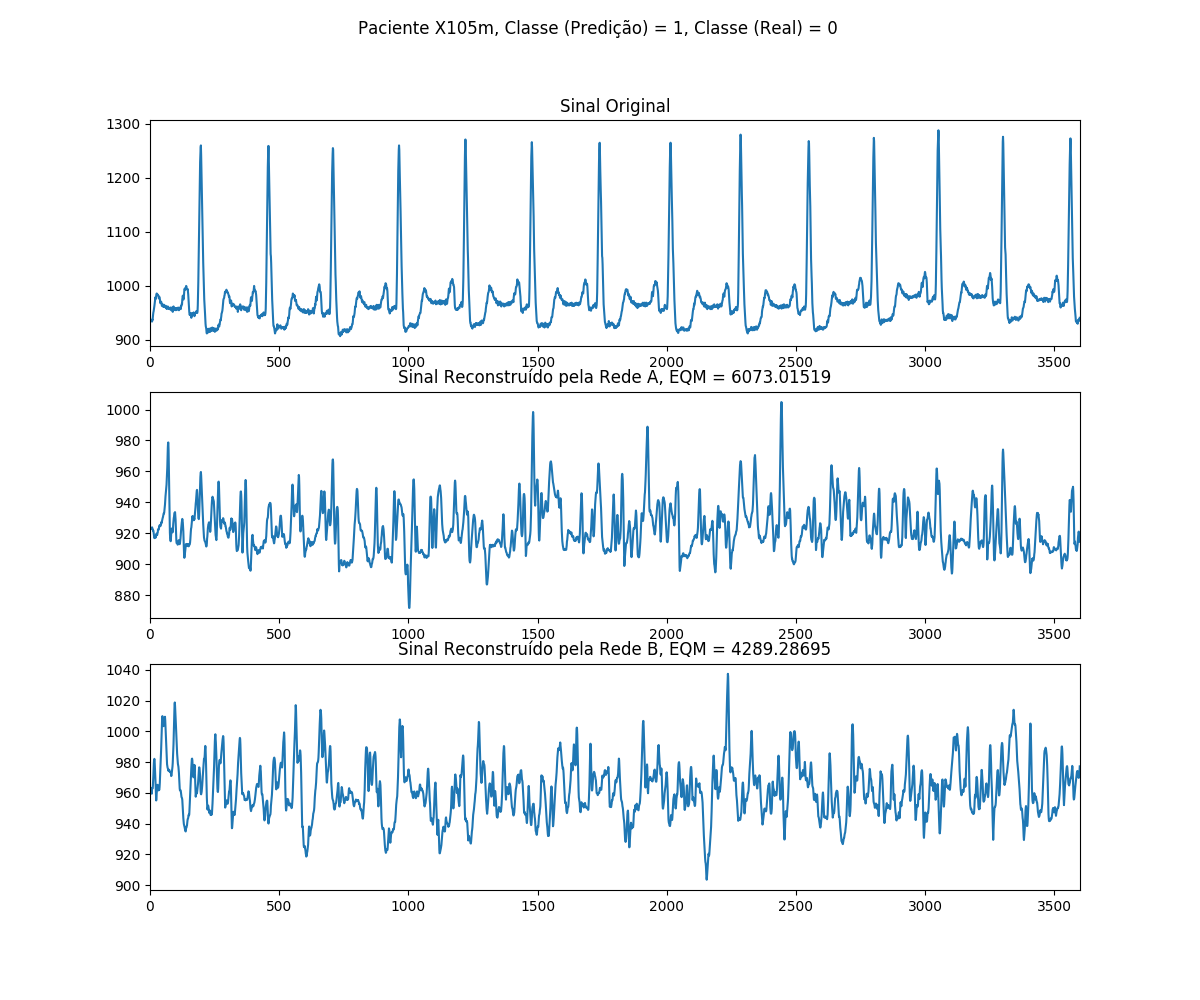 Paciente X105m, Classe (Predição) = 1, Classe (Real) = 0
Sinal Original
1300
1200
1100
1000
900
0 500 1000 1500 2000 2500 3000 3500
Sinal Reconstruído pela Rede A, EQM = 6073.01519
1000
980
960
940
920
900
880
0 500 1000 1500 2000 2500 3000 3500
Sinal Reconstruído pela Rede B, EQM = 4289.28695
1040
1020
1000
980
960
940
920
900
0 500 1000 1500 2000 2500 3000 3500